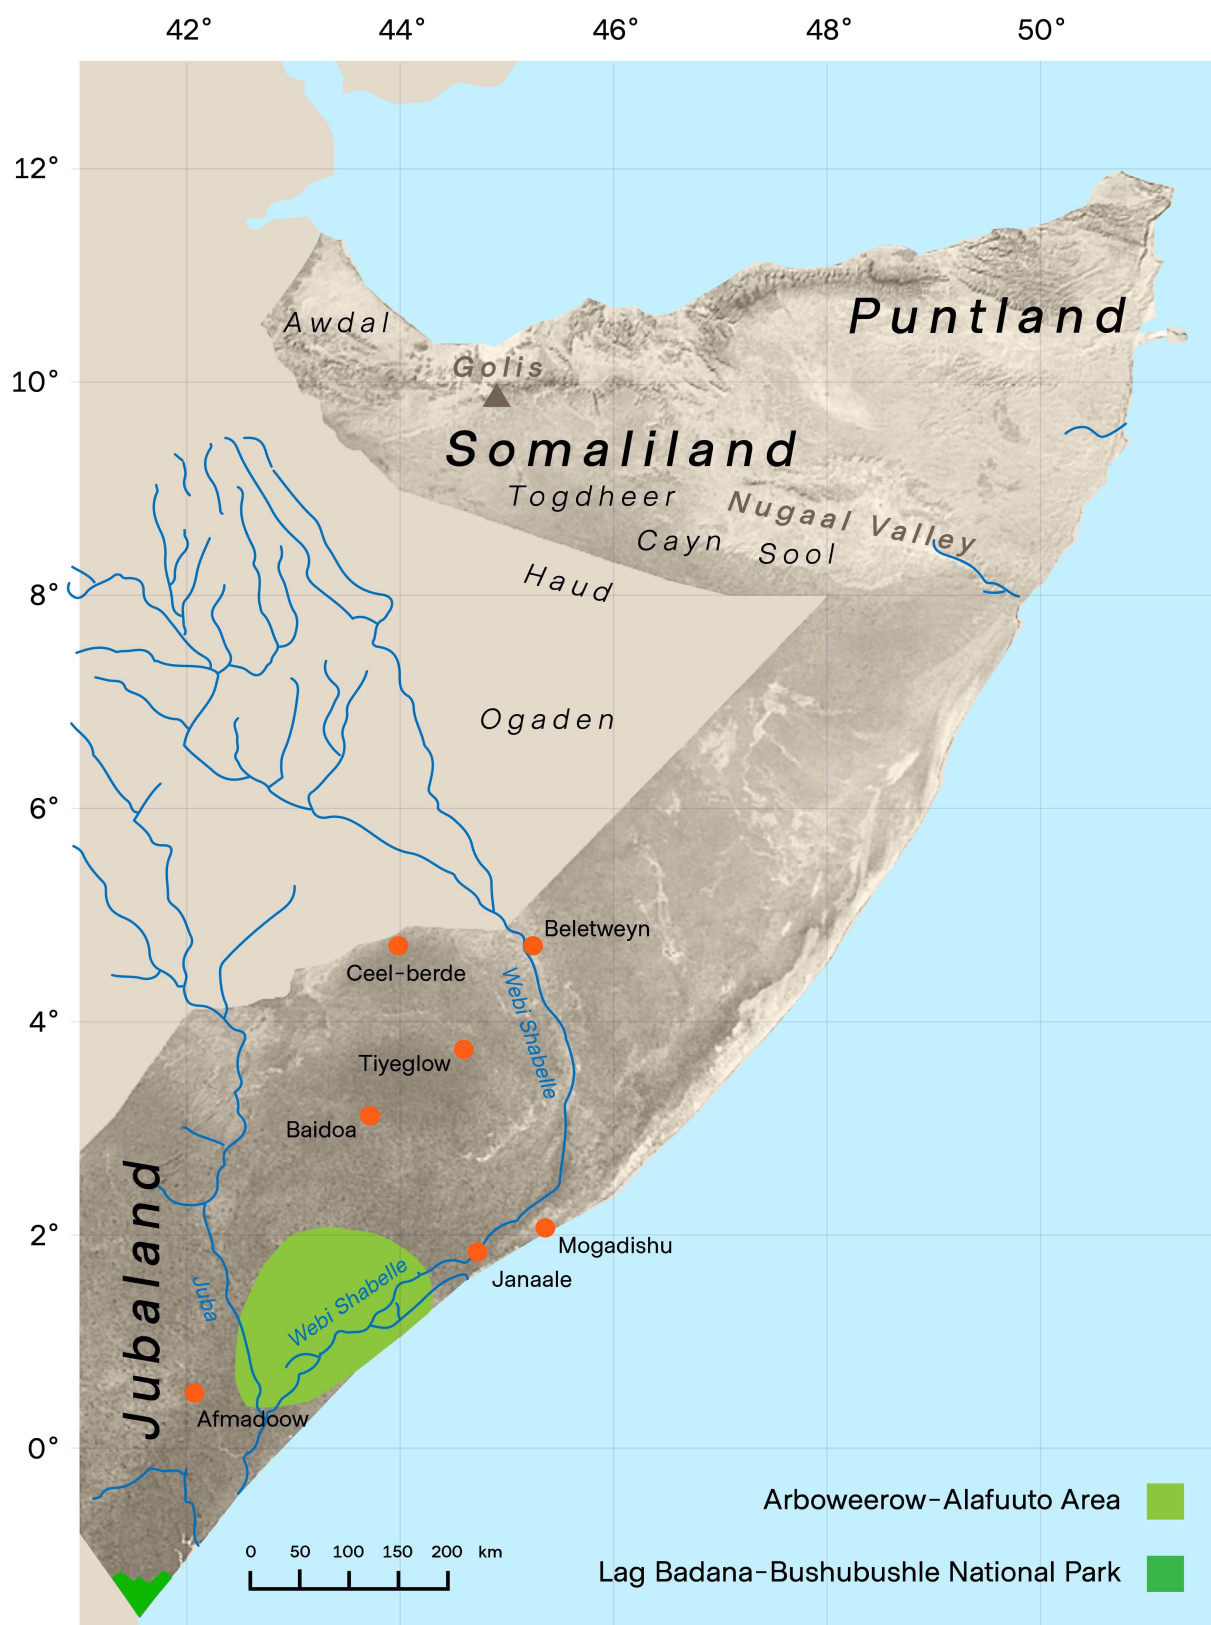 42° 44° 46° 48° 50°
12°
Puntland
Awdal
Golis
10°
Somaliland
Togdheer
Nugaal Valley
Cayn
Sool
Haud
8°
Ogaden
6°
Beletweyn
Ceel-berde
Webi Shabelle
4°
Tiyeglow
Baidoa
Jubaland
2°
Mogadishu
Janaale
Webi Shabelle
Juba
Afmadoow
0°
Arboweerow-Alafuuto Area
0 50 100 150 200 km
Lag Badana-Bushubushle National Park